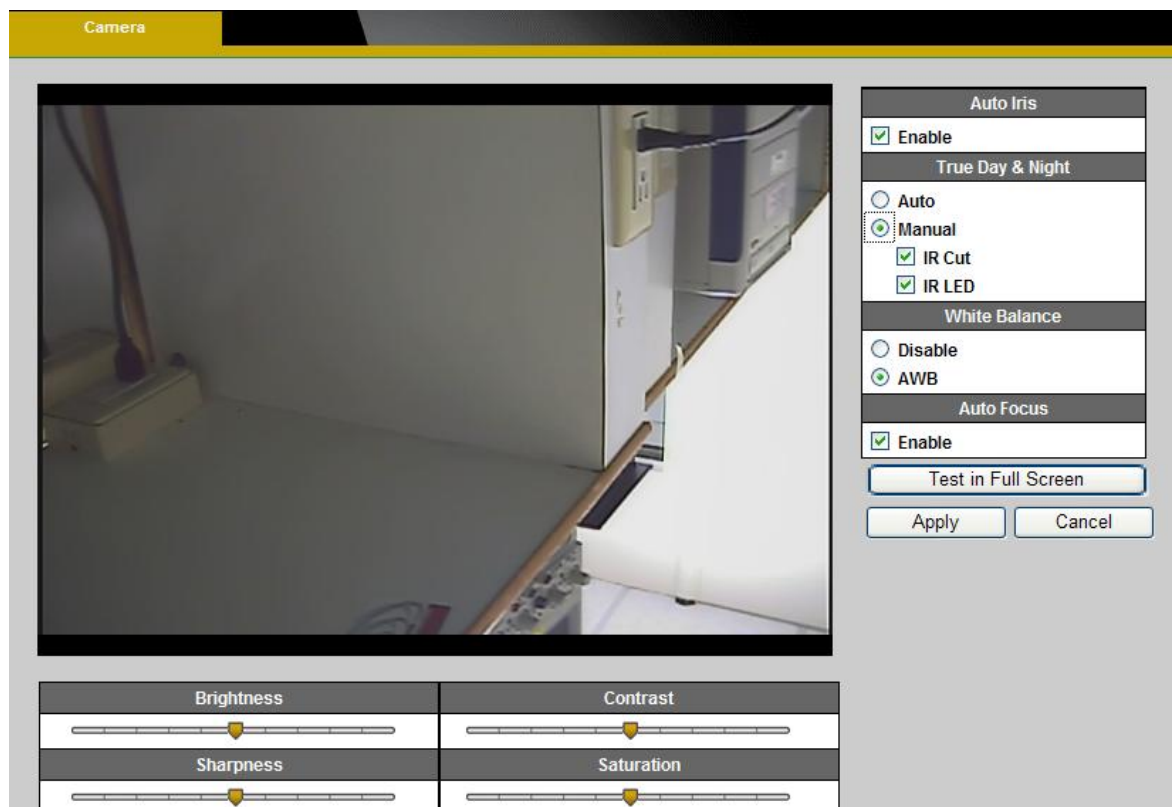 Camera
Auto Iris
Enable
True Day & Night
Auto
Manual
IR Cut
IR LED
White Balance
Disable
AWB
Auto Focus
Enable
Test in Full Screen
Apply Cancel
Brightness Contrast
Sharpness Saturation